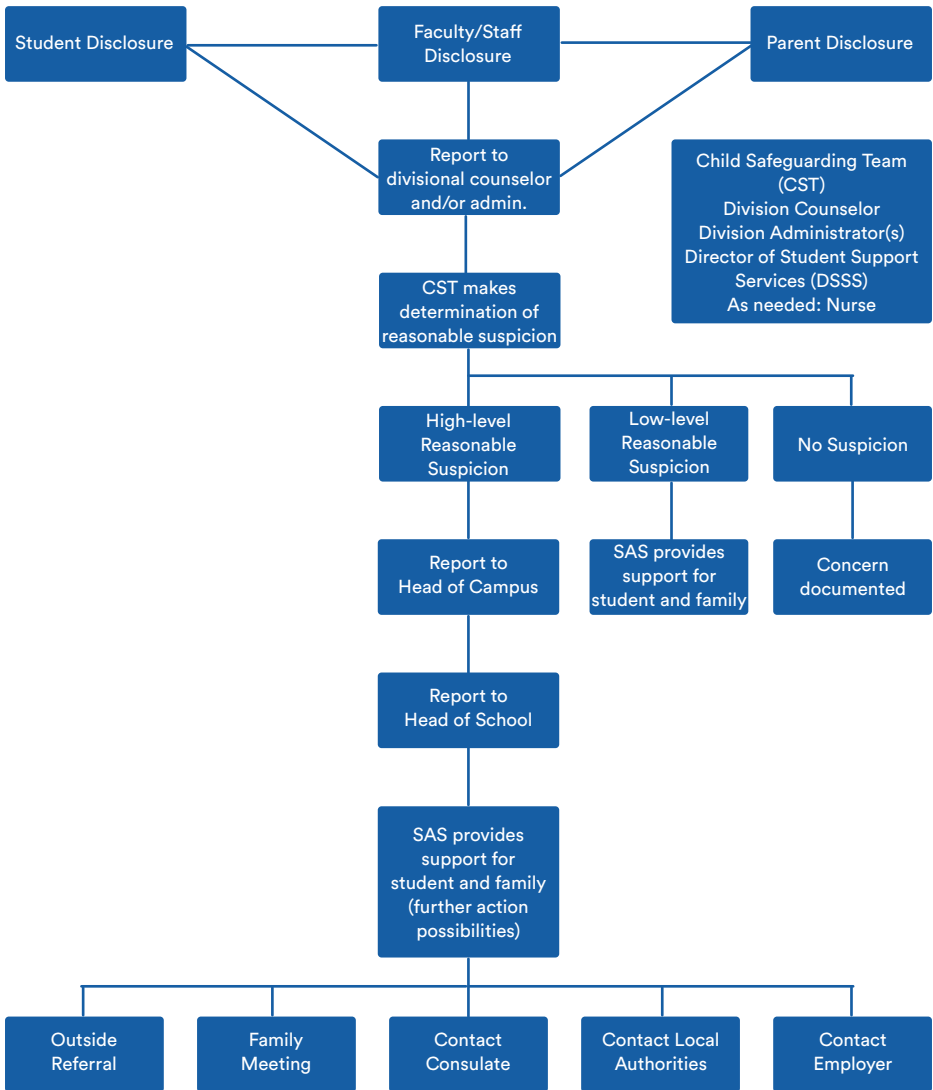 Student Disclosure
Faculty/Staff
Disclosure
Parent Disclosure
Report to
divisional counselor
and/or admin.
Child Safeguarding Team
(CST)
Division Counselor
Division Administrator(s)
Director of Student Support
Services (DSSS)
As needed: Nurse
CST makes
determination of
reasonable suspicion
High-level
Reasonable
Suspicion
Low-level
Reasonable
Suspicion
No Suspicion
Report to
Head of Campus
SAS provides
support for
student and family
Concern
documented
Report to
Head of School
SAS provides
support for
student and family
(further action
possibilities)
Outside
Referral
Family
Meeting
Contact
Consulate
Contact Local
Authorities
Contact
Employer